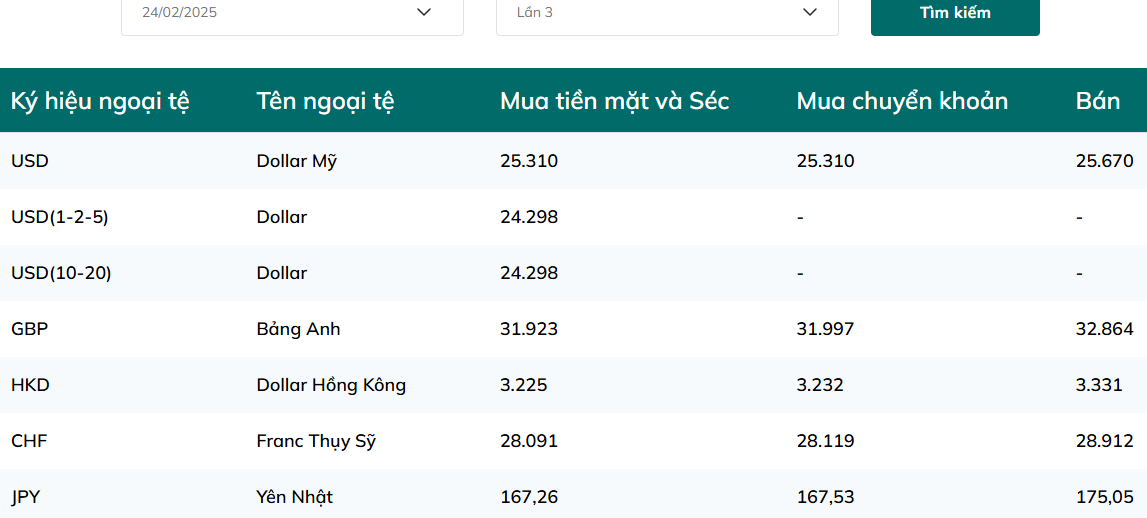 24/02/2025 Lần 3 Tìm kiếm
Ký hiệu ngoại tệ Tên ngoại tệ Mua tiền mặt và Séc Mua chuyển khoản Bán
USD Dollar Mỹ 25.310 25.310 25.670
USD(1-2-5) Dollar 24.298 - -
USD(10-20) Dollar 24.298 - -
GBP Bảng Anh 31.923 31.997 32.864
HKD Dollar Hồng Kông 3.225 3.232 3.331
CHF Franc Thụy Sỹ 28.091 28.119 28.912
JPY Yên Nhật 167,26 167,53 175,05